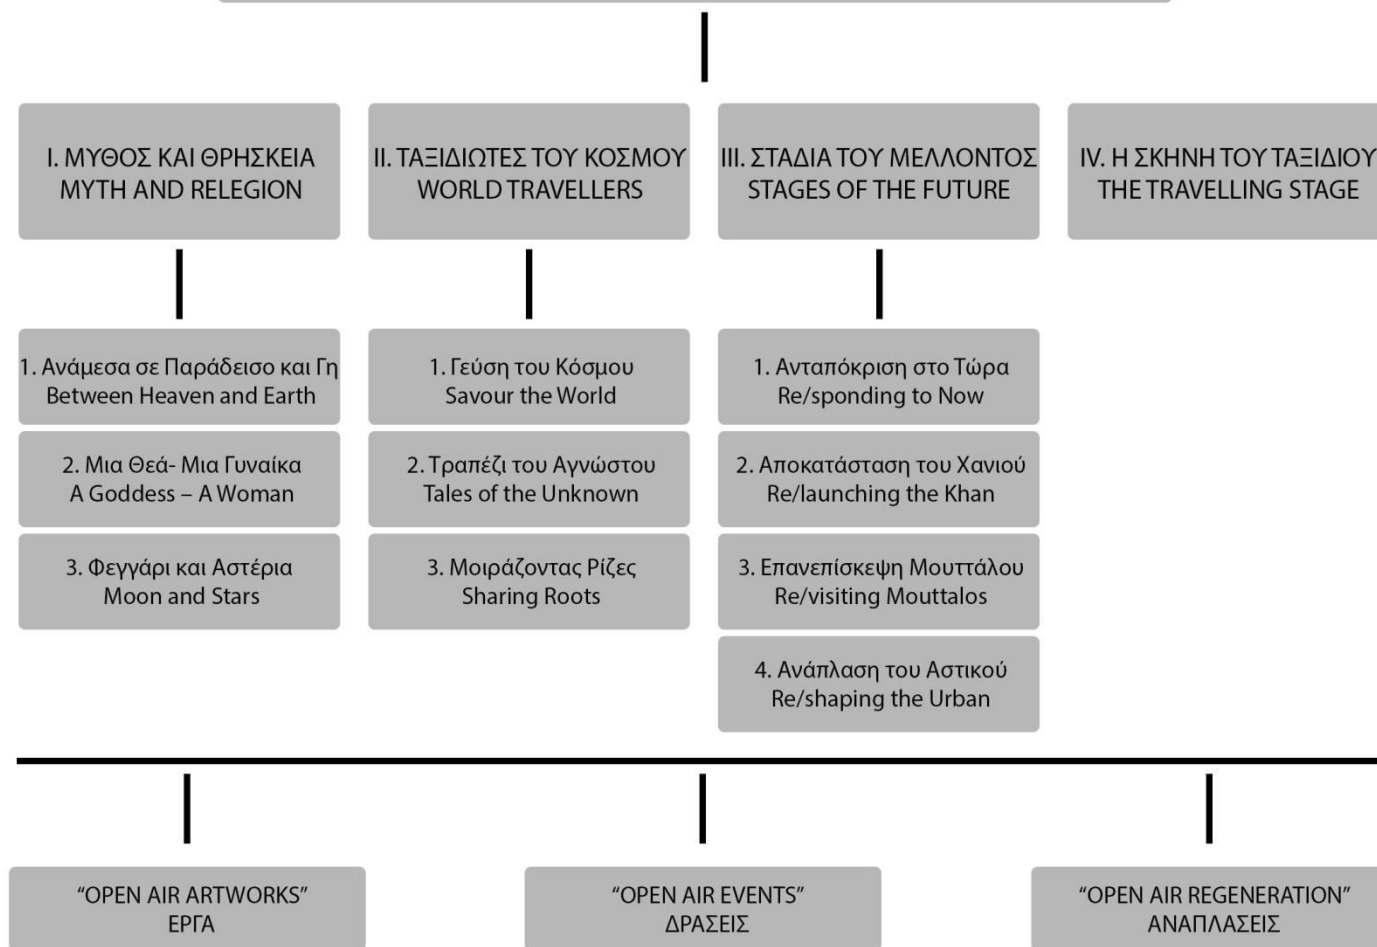 I. ΜΥΘΟΣ ΚΑΙ ΘΡΗΣΚΕΙΑ
MYTH AND RELEGION
II. ΤΑΞΙΔΙΩΤΕΣ ΤΟΥ ΚΟΣΜΟΥ
WORLD TRAVELLERS
III. ΣΤΑΔΙΑ ΤΟΥ ΜΕΛΛΟΝΤΟΣ
STAGES OF THE FUTURE
IV. Η ΣΚΗΝΗ ΤΟΥ ΤΑΞΙΔΙΟΥ
THE TRAVELLING STAGE
1. Ανάμεσα σε Παράδεισο και Γη
Between Heaven and Earth
2. Μια Θεά- Μια Γυναίκα
A Goddess – A Woman
3. Φεγγάρι και Αστέρια
Moon and Stars
1. Γεύση του Κόσμου
Savour the World
2. Τραπέζι του Αγνώστου
Tales of the Unknown
3. Μοιράζοντας Ρίζες
Sharing Roots
1. Ανταπόκριση στο Τώρα
Re/sponding to Now
2. Αποκατάσταση του Χανιού
Re/launching the Khan
3. Επανεπίσκεψη Μουττάλου
Re/visiting Mouttalos
4. Ανάπλαση του Αστικού
Re/shaping the Urban
“OPEN AIR ARTWORKS”
ΕΡΓΑ
“OPEN AIR EVENTS”
ΔΡΑΣΕΙΣ
“OPEN AIR REGENERATION”
ΑΝΑΠΛΑΣΕΙΣ